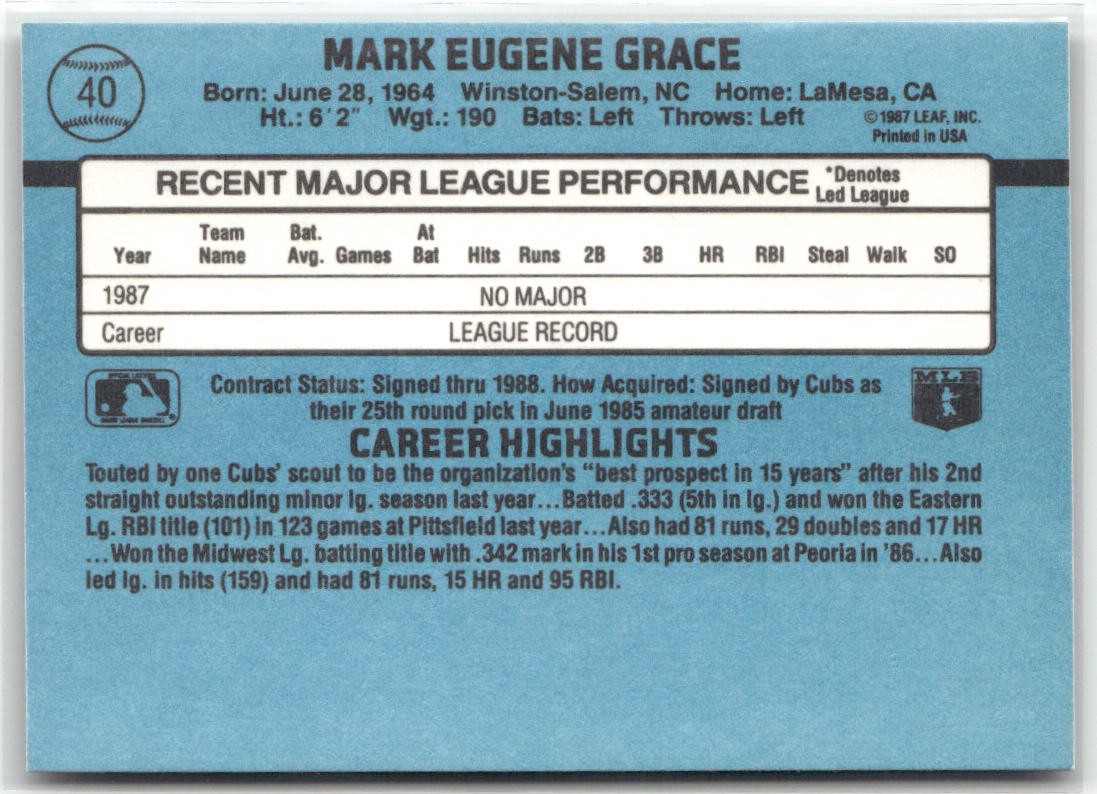 40
MARK EUGENE GRACE
Born: June 28, 1964 Winston-Salem, NC Home: LaMesa, CA
Ht.: 6'2" Wgt.: 190 Bats: Left Throws: Left
©1987 LEAF, INC.
Printed in USA
RECENT MAJOR LEAGUE PERFORMANCE
*Denotes
Led League
Year Team Name Bat. Avg. Games At Bat Hits Runs 2B 3B HR RBI Steal Walk SO
1987 NO MAJOR
Career LEAGUE RECORD
Contract Status: Signed thru 1988. How Acquired: Signed by Cubs as
their 25th round pick in June 1985 amateur draft
MLB
CAREER HIGHLIGHTS
Touted by one Cubs' scout to be the organization's "best prospect in 15 years" after his 2nd
straight outstanding minor lg. season last year...Batted .333 (5th in lg.) and won the Eastern
Lg. RBI title (101) in 123 games at Pittsfield last year...Also had 81 runs, 29 doubles and 17 HR
...Won the Midwest Lg. batting title with .342 mark in his 1st pro season at Peoria in '86...Also
led lg. in hits (159) and had 81 runs, 15 HR and 95 RBI.